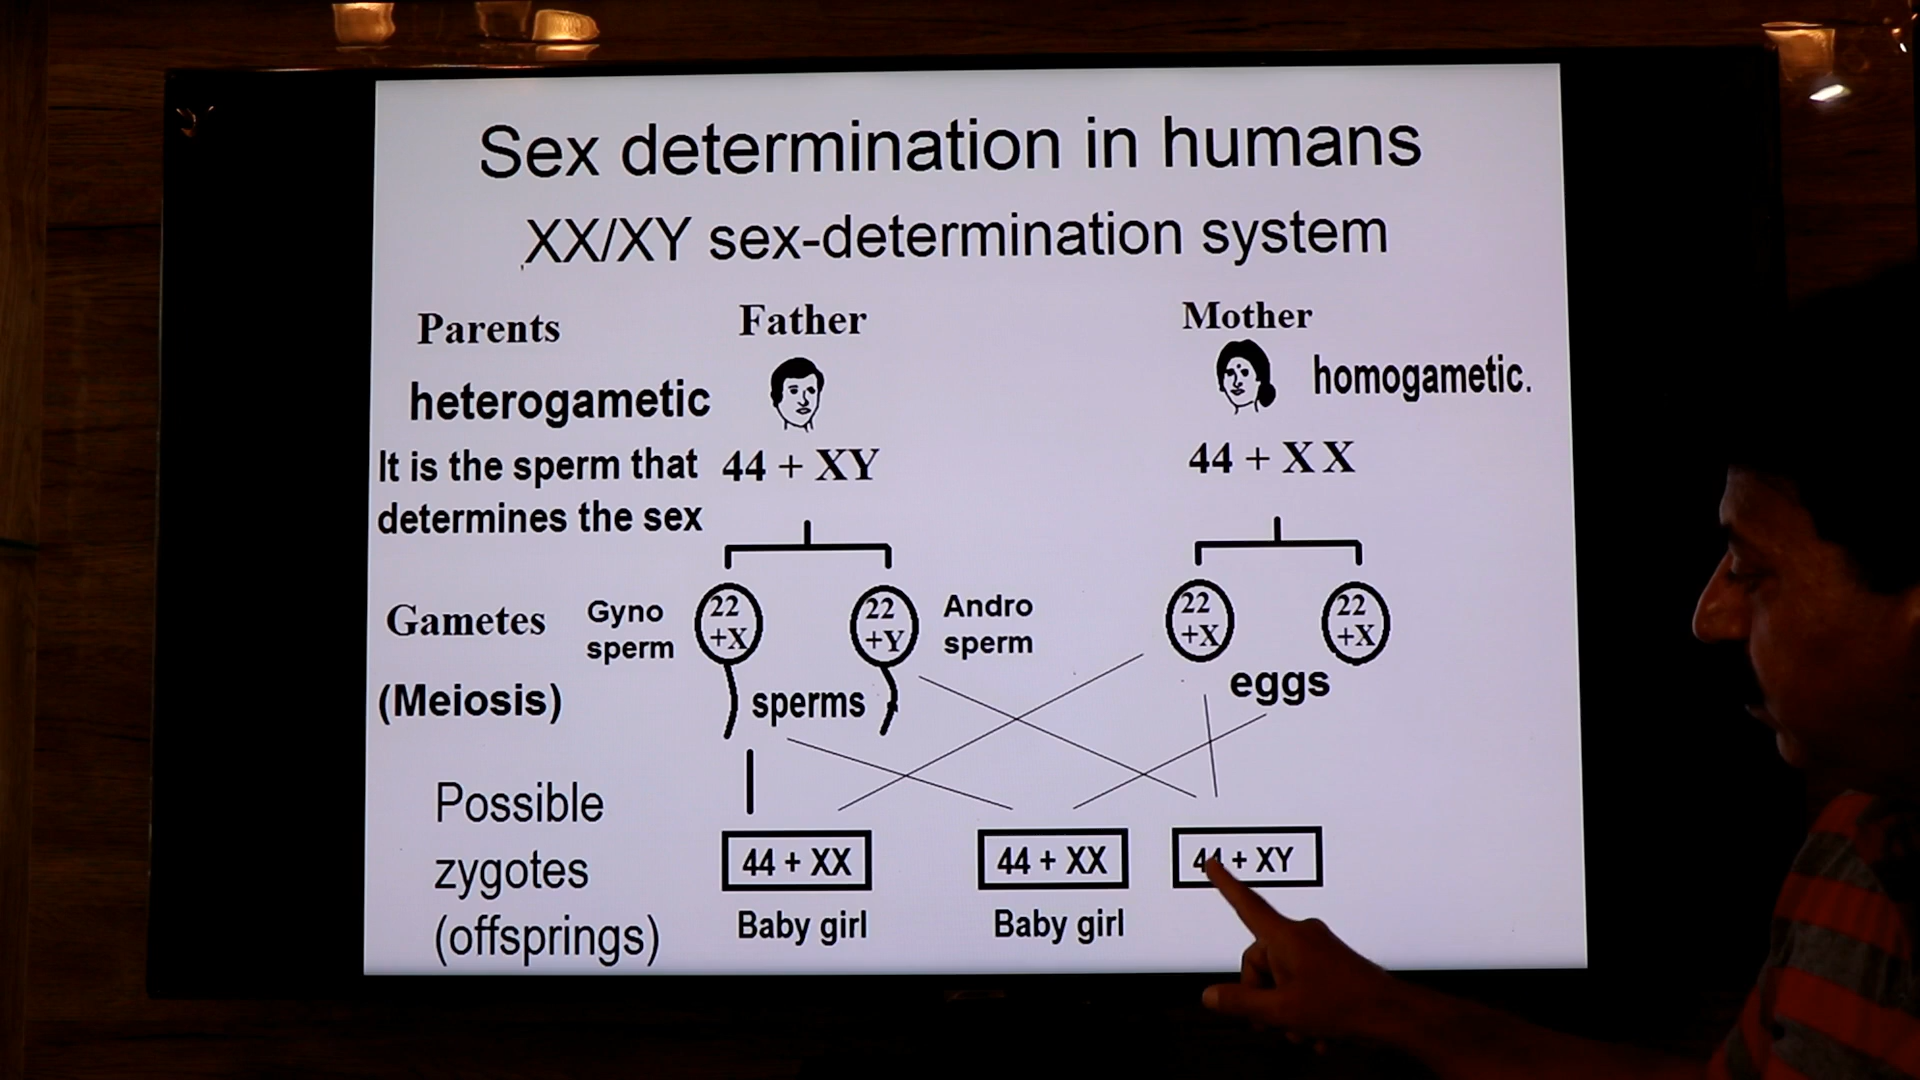 Sex determination in humans
XX/XY sex-determination system
Parents
Father
Mother
heterogametic
homogametic.
It is the sperm that
determines the sex
44 + XY
44 + X X
Gametes
Gyno
sperm
22
+X
22
+Y
Andro
sperm
22
+X
22
+X
(Meiosis)
sperms
eggs
Possible
zygotes
(offsprings)
44 + XX
44 + XX
44 + XY
Baby girl
Baby girl